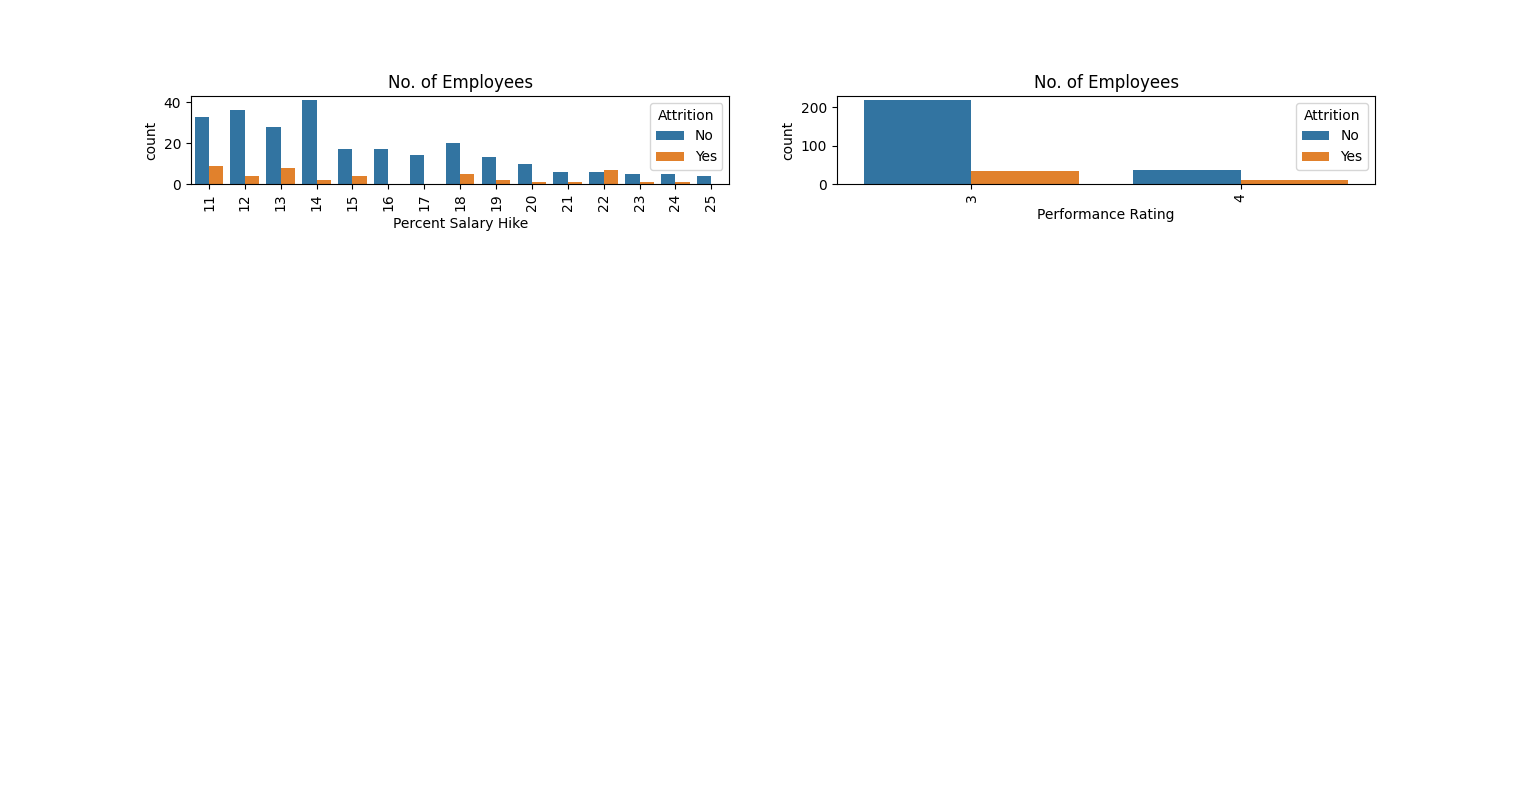 No. of Employees
count
40
20
0
Attrition
No
Yes
11 12 13 14 15 16 17 18 19 20 21 22 23 24 25
Percent Salary Hike
No. of Employees
count
200
100
0
Attrition
No
Yes
3 4
Performance Rating